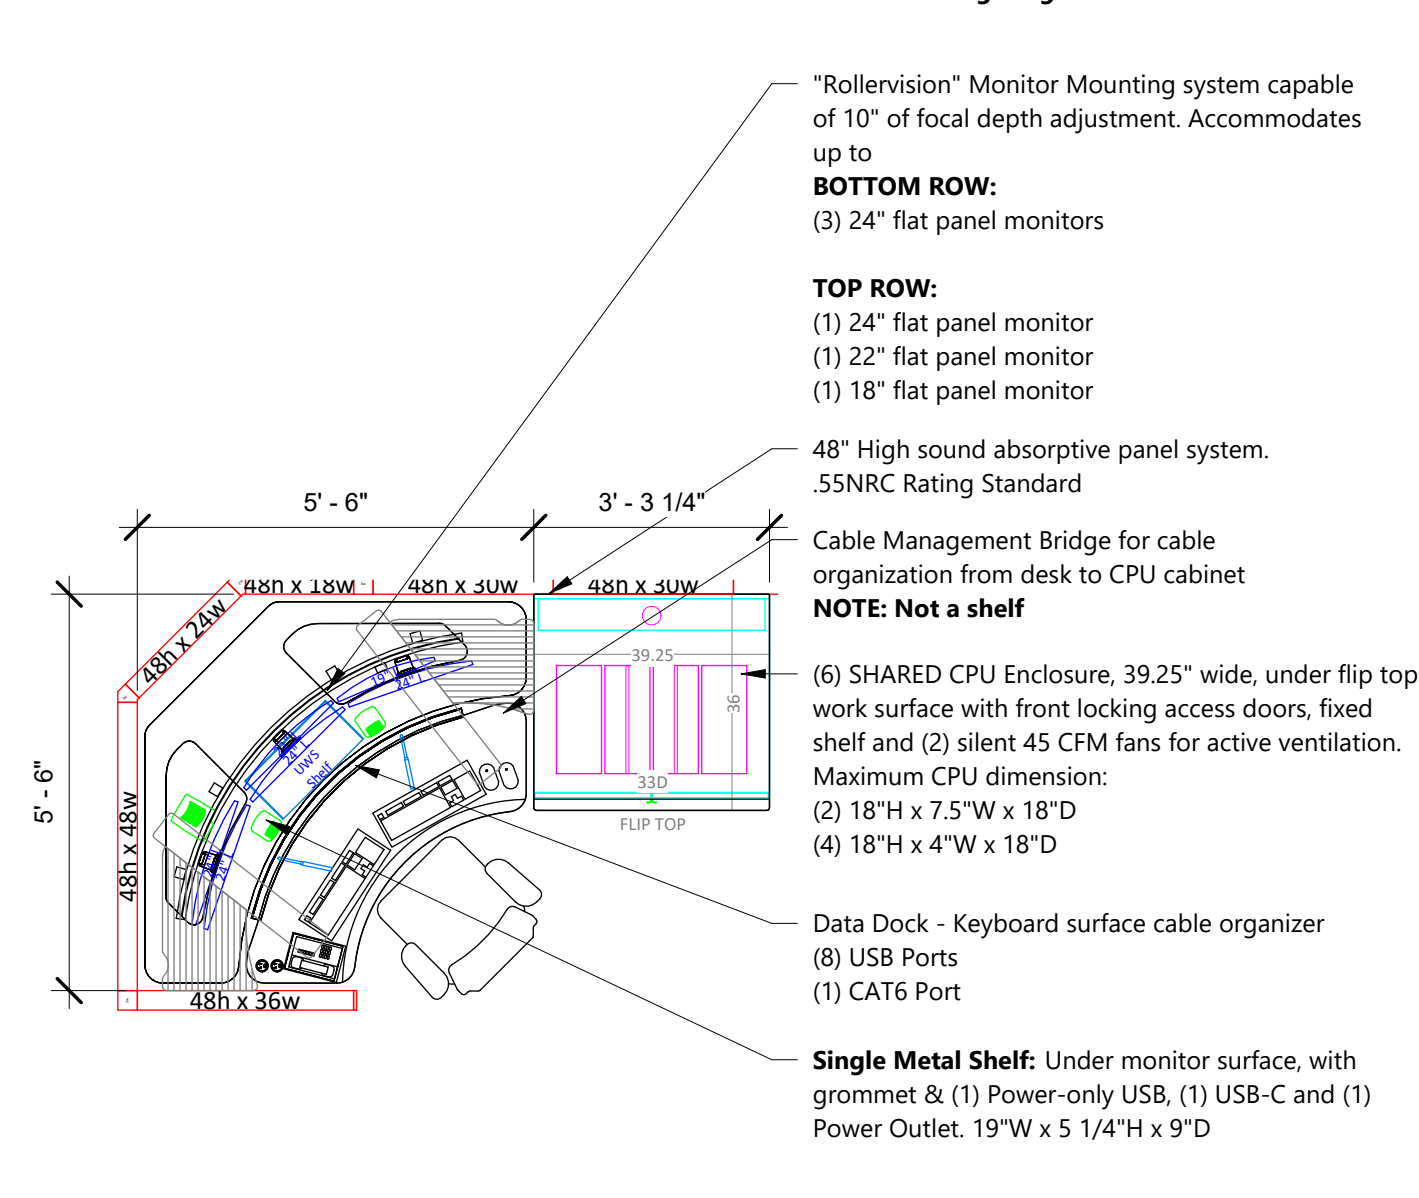 "Rollervision" Monitor Mounting system capable
of 10" of focal depth adjustment. Accommodates
up to
BOTTOM ROW:
(3) 24" flat panel monitors
TOP ROW:
(1) 24" flat panel monitor
(1) 22" flat panel monitor
(1) 18" flat panel monitor
48" High sound absorptive panel system.
.55NRC Rating Standard
5' - 6"
3' - 3 1/4"
Cable Management Bridge for cable
organization from desk to CPU cabinet
NOTE: Not a shelf
48h x 18w
48h x 30w
48h x 30w
48h x 24w
39.25
36
(6) SHARED CPU Enclosure, 39.25" wide, under flip top
work surface with front locking access doors, fixed
shelf and (2) silent 45 CFM fans for active ventilation.
Maximum CPU dimension:
(2) 18"H x 7.5"W x 18"D
(4) 18"H x 4"W x 18"D
19"
24"
24"
UWS
Shelf
33D
FLIP TOP
5' - 6"
48h x 48w
24"
24"
Data Dock - Keyboard surface cable organizer
(8) USB Ports
(1) CAT6 Port
48h x 36w
Single Metal Shelf: Under monitor surface, with
grommet & (1) Power-only USB, (1) USB-C and (1)
Power Outlet. 19"W x 5 1/4"H x 9"D